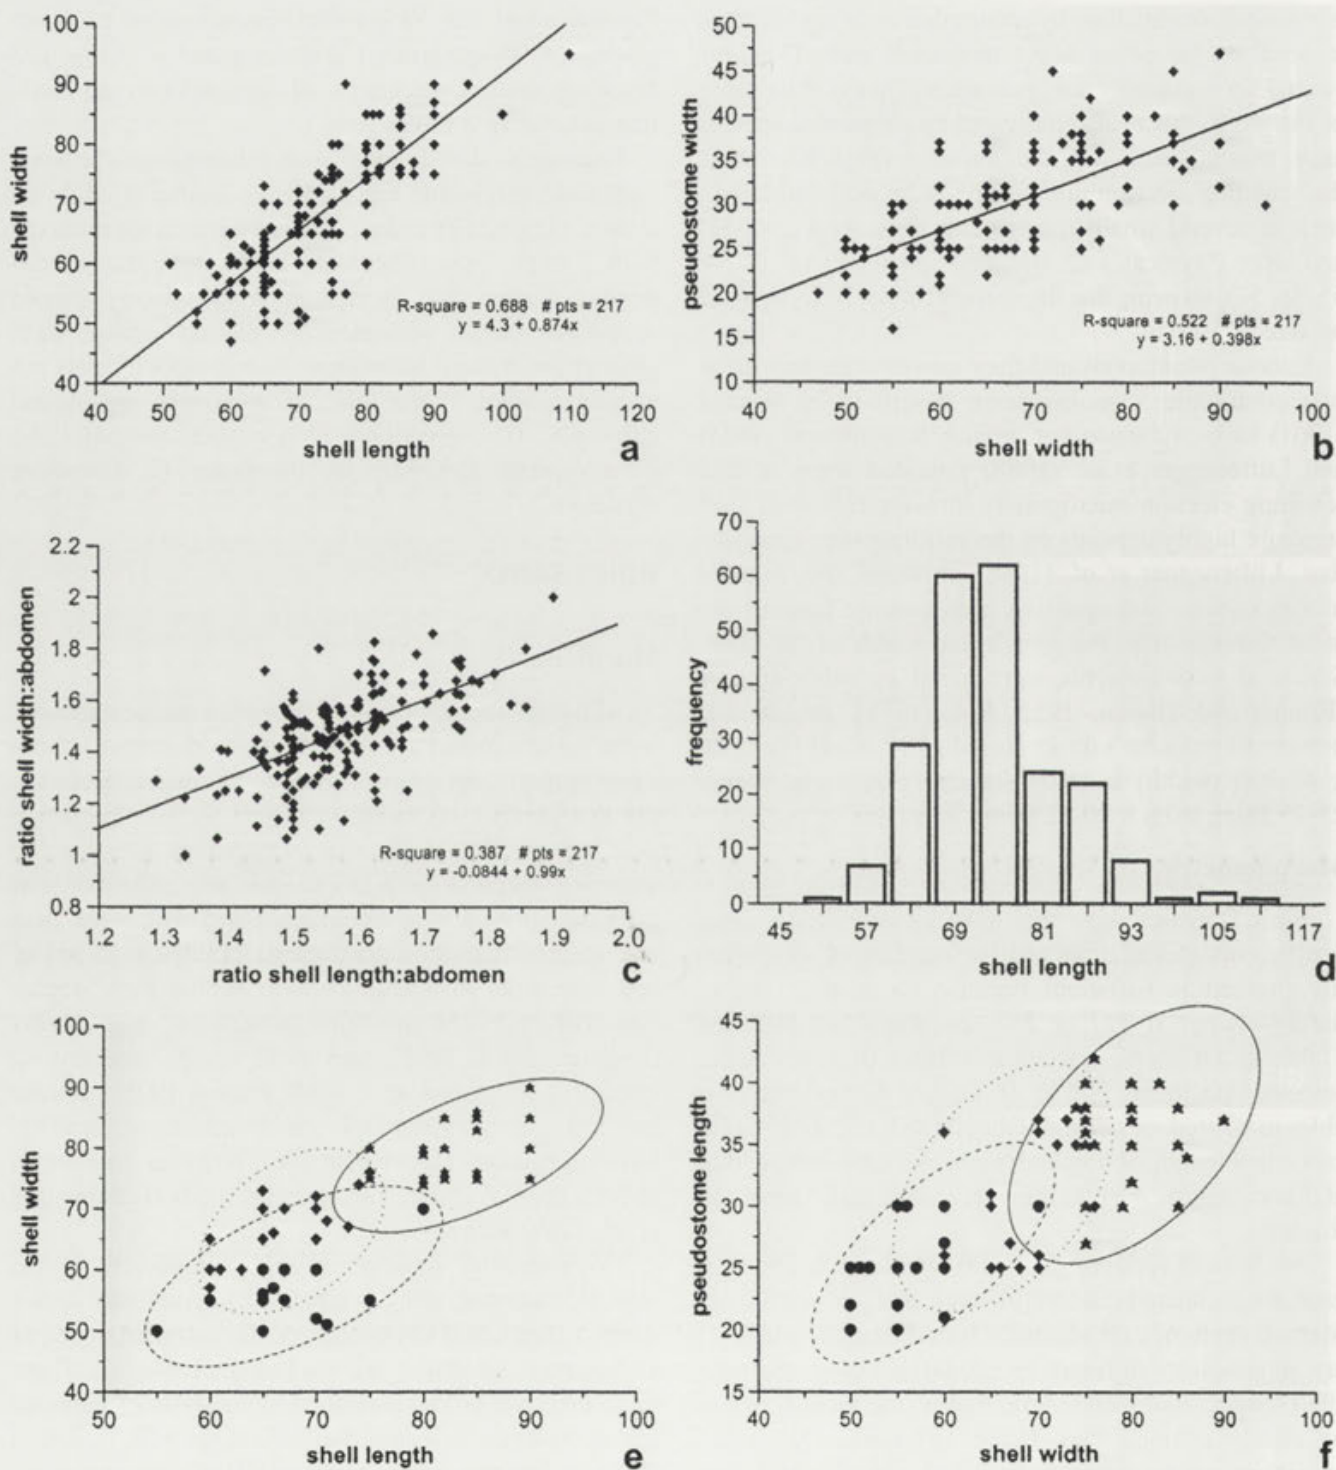 100
90
80
70
60
50
40
shell width
R-square = 0.688 # pts = 217
y = 4.3 + 0.874x
40 50 60 70 80 90 100 110 120
shell length
a
50
45
40
35
30
25
20
15
10
pseudostome width
R-square = 0.522 # pts = 217
y = 3.16 + 0.398x
40 50 60 70 80 90 100
shell width
b
2.2
2
1.8
1.6
1.4
1.2
1
0.8
ratio shell width:abdomen
R-square = 0.387 # pts = 217
y = -0.0844 + 0.99x
1.2 1.3 1.4 1.5 1.6 1.7 1.8 1.9 2.0
ratio shell length:abdomen
c
70
60
50
40
30
20
10
0
frequency
45 57 69 81 93 105 117
shell length
d
100
90
80
70
60
50
40
shell width
50 60 70 80 90 100
shell length
e
45
40
35
30
25
20
15
pseudostome length
40 50 60 70 80 90 100
shell width
f